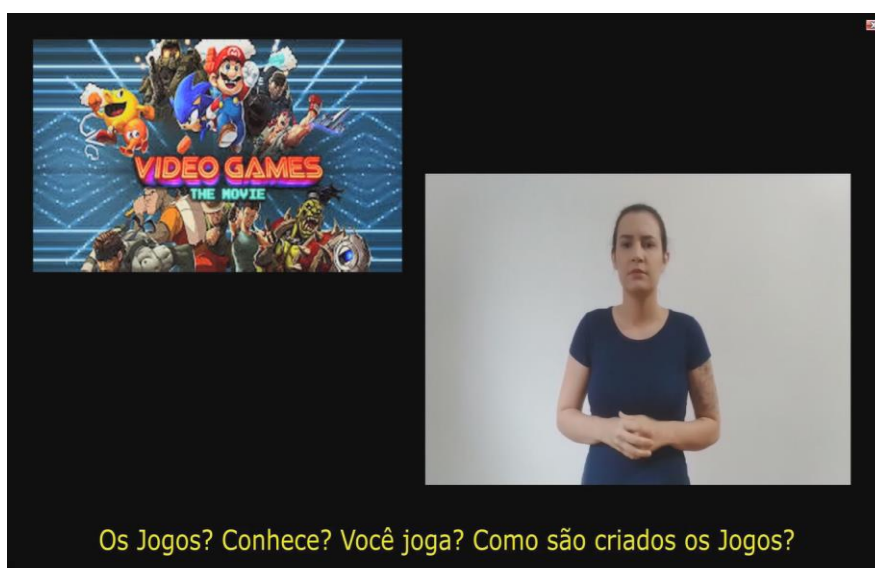 VIDEO GAMES
THE MOVIE
Os Jogos? Conhece? Você joga? Como são criados os Jogos?